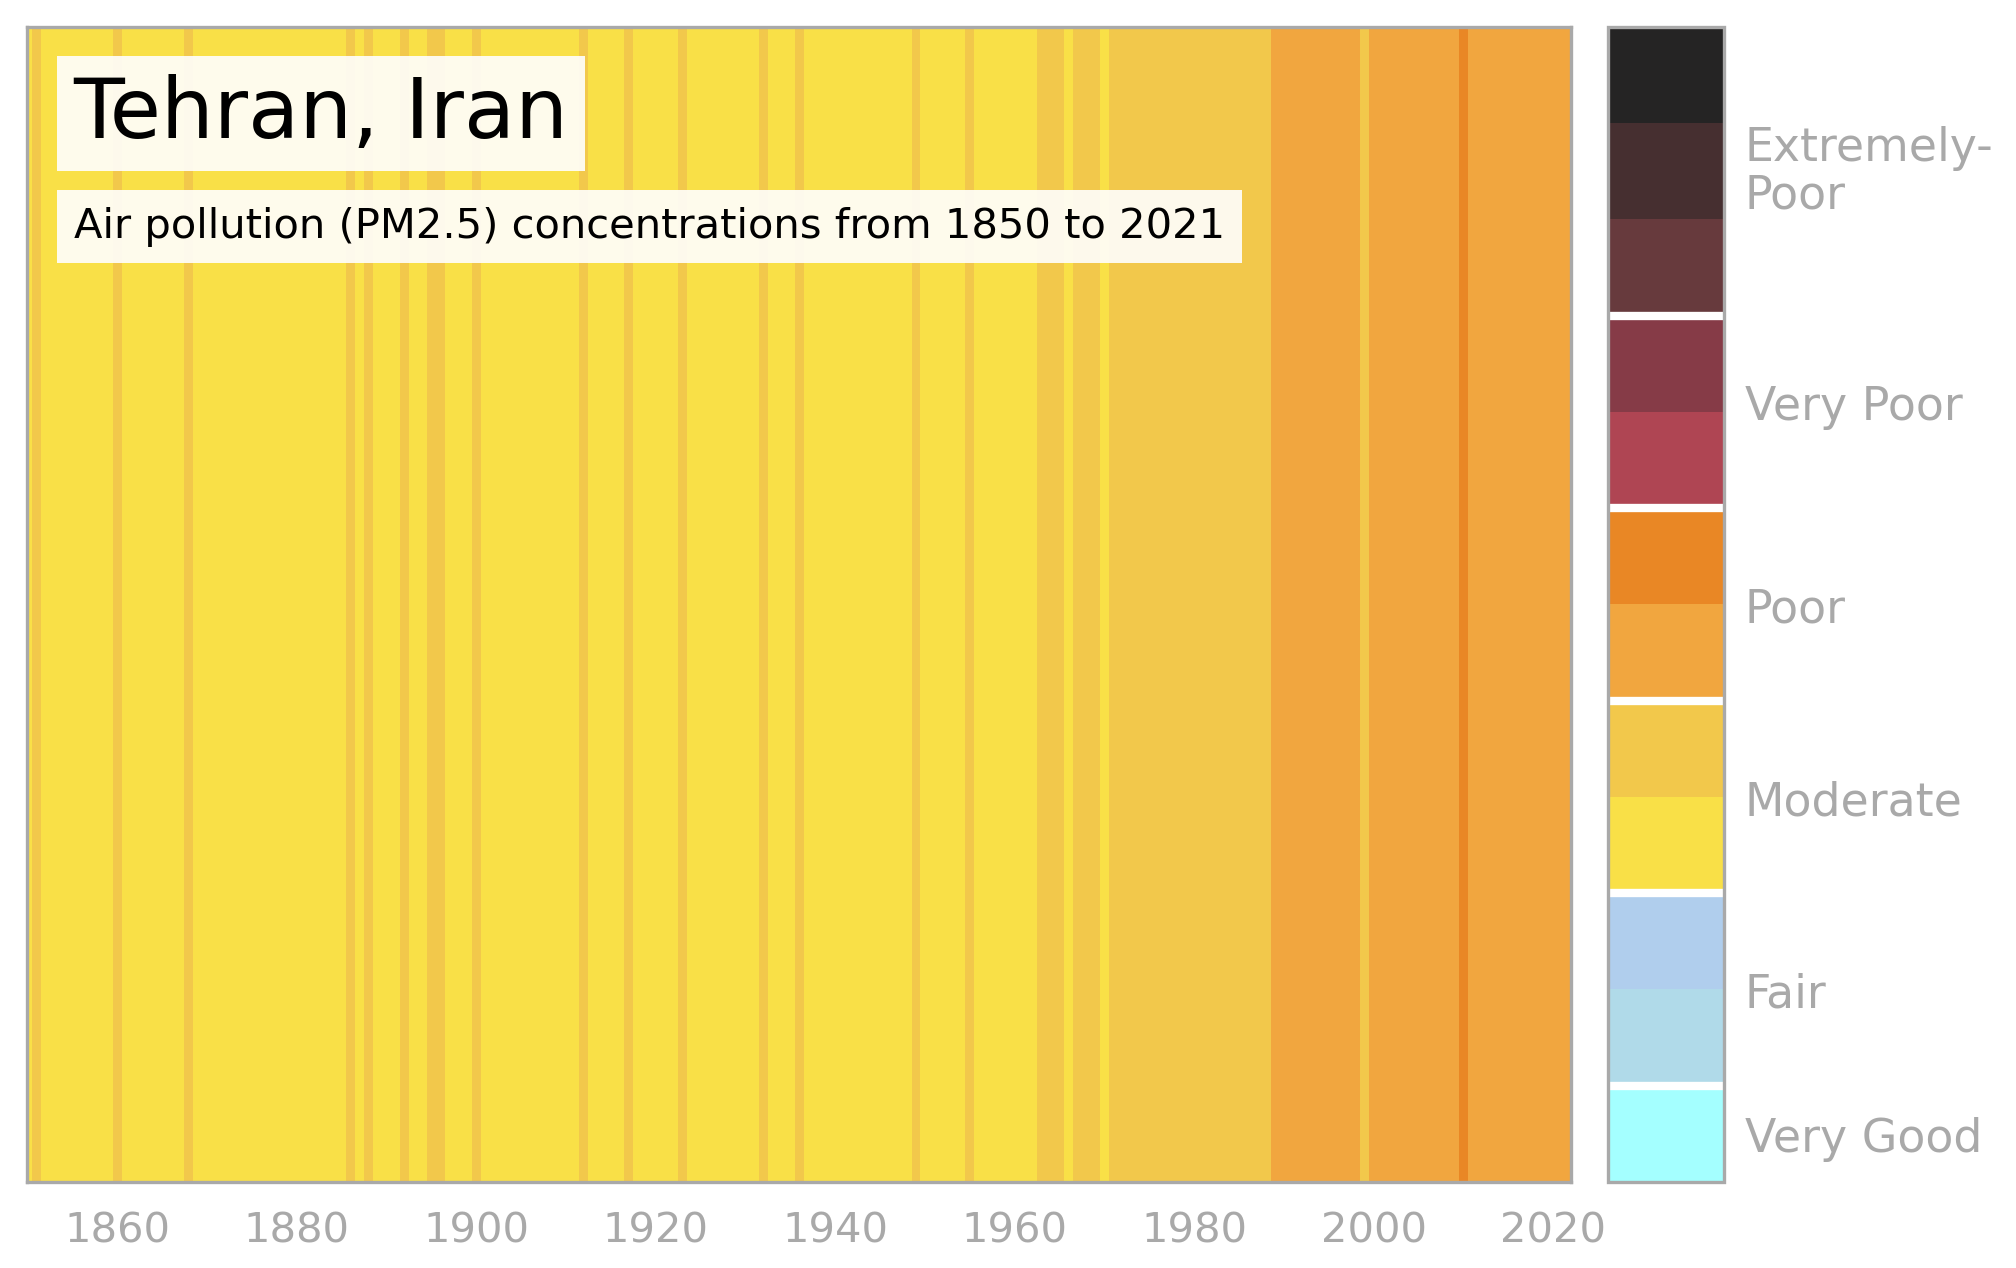 Tehran, Iran
Air pollution (PM2.5) concentrations from 1850 to 2021
Extremely-
Poor
Very Poor
Poor
Moderate
Fair
Very Good
1860 1880 1900 1920 1940 1960 1980 2000 2020